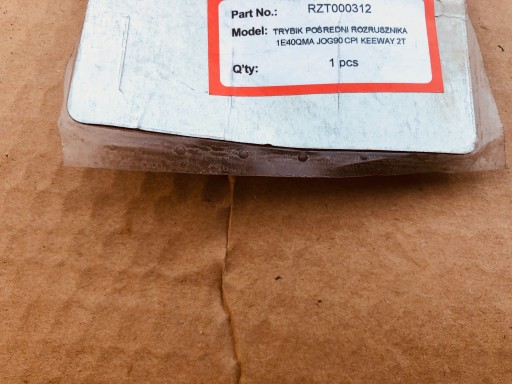 Part No.: RZT000312
Model: TRYBIK POŚREDNI ROZRUSZNIKA
1E40QMA JOG90 CPI KEEWAY 2T
Q'ty: 1 pcs